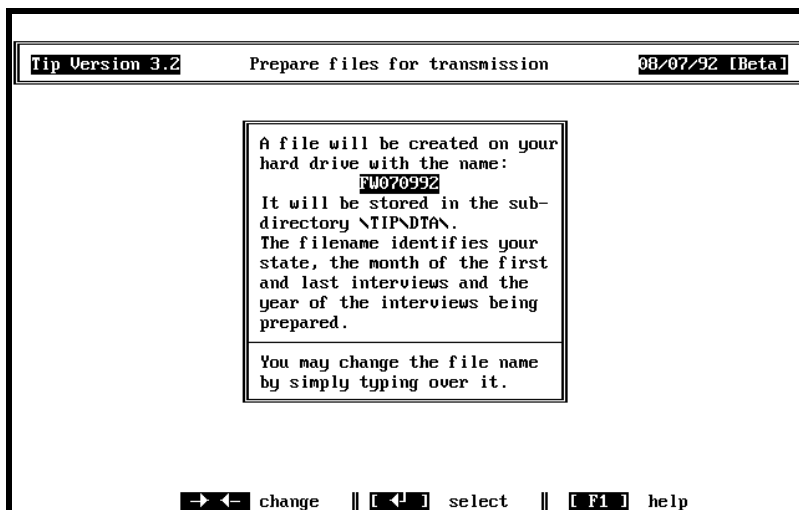 Tip Version 3.2 Prepare files for transmission 08/07/92 [Beta]
A file will be created on your
hard drive with the name:
FW070992
It will be stored in the sub-
directory \TIP\DTA\.
The filename identifies your
state, the month of the first
and last interviews and the
year of the interviews being
prepared.
You may change the file name
by simply typing over it.
→ ← change ‖ [ ↵ ] select ‖ [ F1 ] help